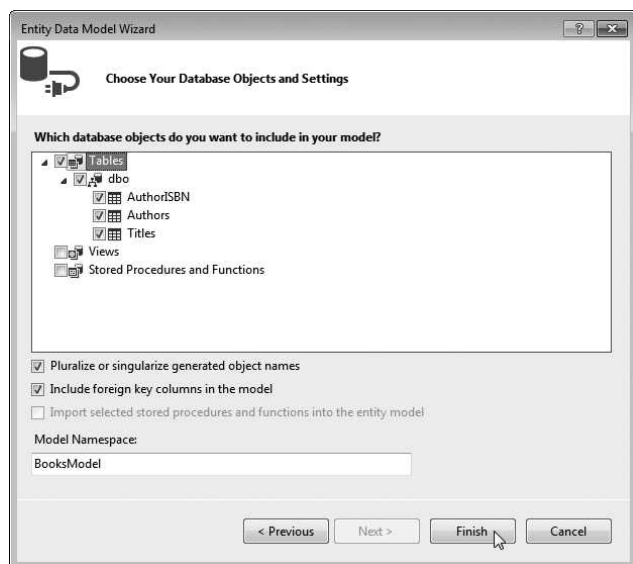 Entity Data Model Wizard
Choose Your Database Objects and Settings
Which database objects do you want to include in your model?
Tables
dbo
AuthorISBN
Authors
Titles
Views
Stored Procedures and Functions
Pluralize or singularize generated object names
Include foreign key columns in the model
Import selected stored procedures and functions into the entity model
Model Namespace:
BooksModel
< Previous Next > Finish Cancel